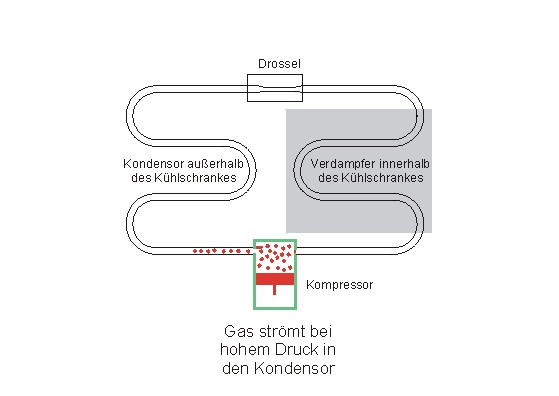 Drossel
Kondensor außerhalb
des Kühlschrankes
Verdampfer innerhalb
des Kühlschrankes
Kompressor
Gas strömt bei
hohem Druck in
den Kondensor